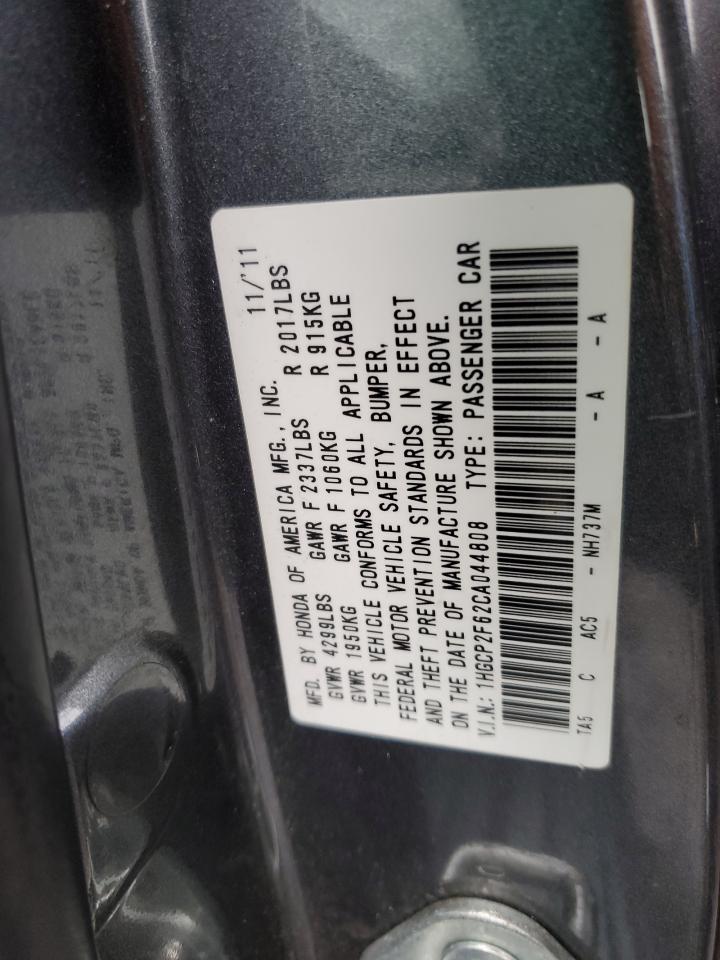 MFD. BY HONDA OF AMERICA MFG., INC. 11/'11
GVWR 4299LBS GAWR F 2337LBS R 2017LBS
GVWR 1950KG GAWR F 1060KG R 915KG
THIS VEHICLE CONFORMS TO ALL APPLICABLE
FEDERAL MOTOR VEHICLE SAFETY, BUMPER,
AND THEFT PREVENTION STANDARDS IN EFFECT
ON THE DATE OF MANUFACTURE SHOWN ABOVE.
V.I.N.: 1HGCP2F62CA044808 TYPE: PASSENGER CAR
TA5 C AC5 - NH737M - A - A